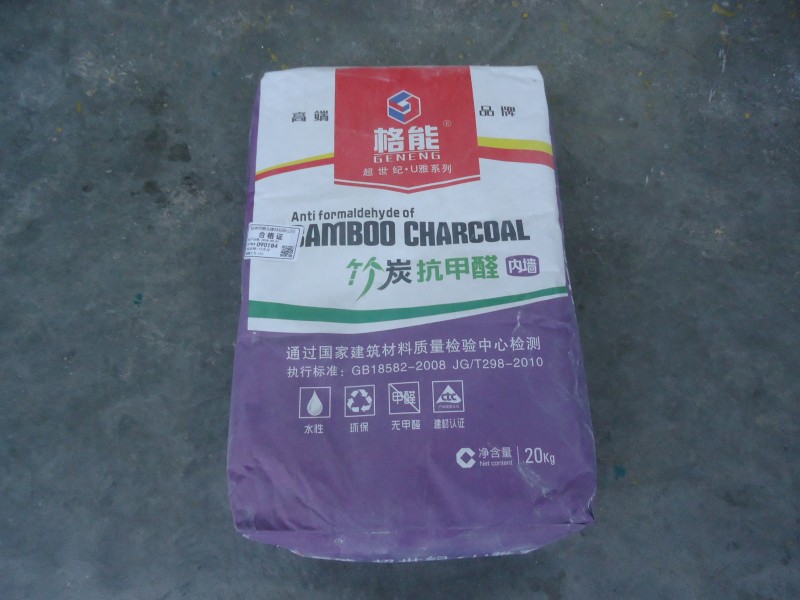 高端 品牌
格能®
GENENG
超世纪·U雅系列
Anti formaldehyde of
BAMBOO CHARCOAL
合格证
090184
竹炭抗甲醛 内墙
通过国家建筑材料质量检验中心检测
执行标准：GB18582-2008 JG/T298-2010
甲醛 CTC
水性 环保 无甲醛 建材认证
净含量 20Kg
Net content